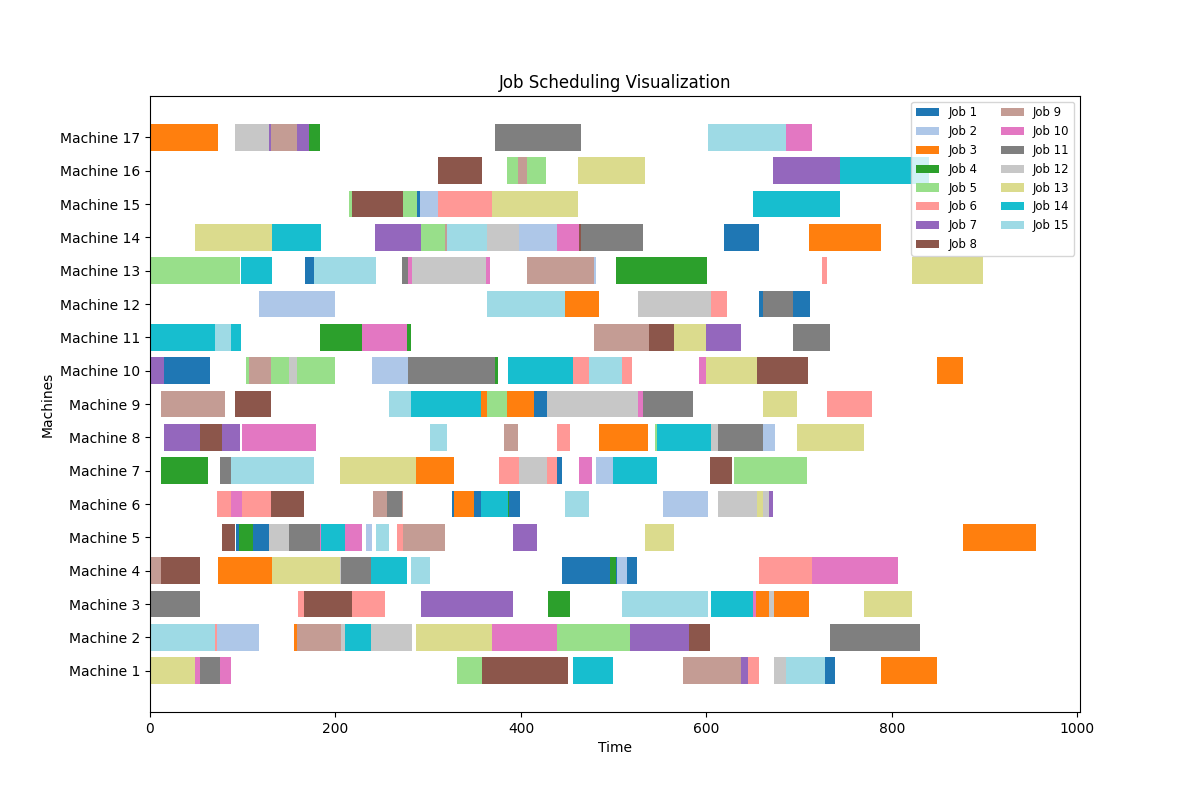 Job Scheduling Visualization
Machine 17
Machine 16
Machine 15
Machine 14
Machine 13
Machine 12
Machine 11
Machine 10
Machine 9
Machine 8
Machine 7
Machine 6
Machine 5
Machine 4
Machine 3
Machine 2
Machine 1
Machines
0 200 400 600 800 1000
Time
Job 1
Job 2
Job 3
Job 4
Job 5
Job 6
Job 7
Job 8
Job 9
Job 10
Job 11
Job 12
Job 13
Job 14
Job 15